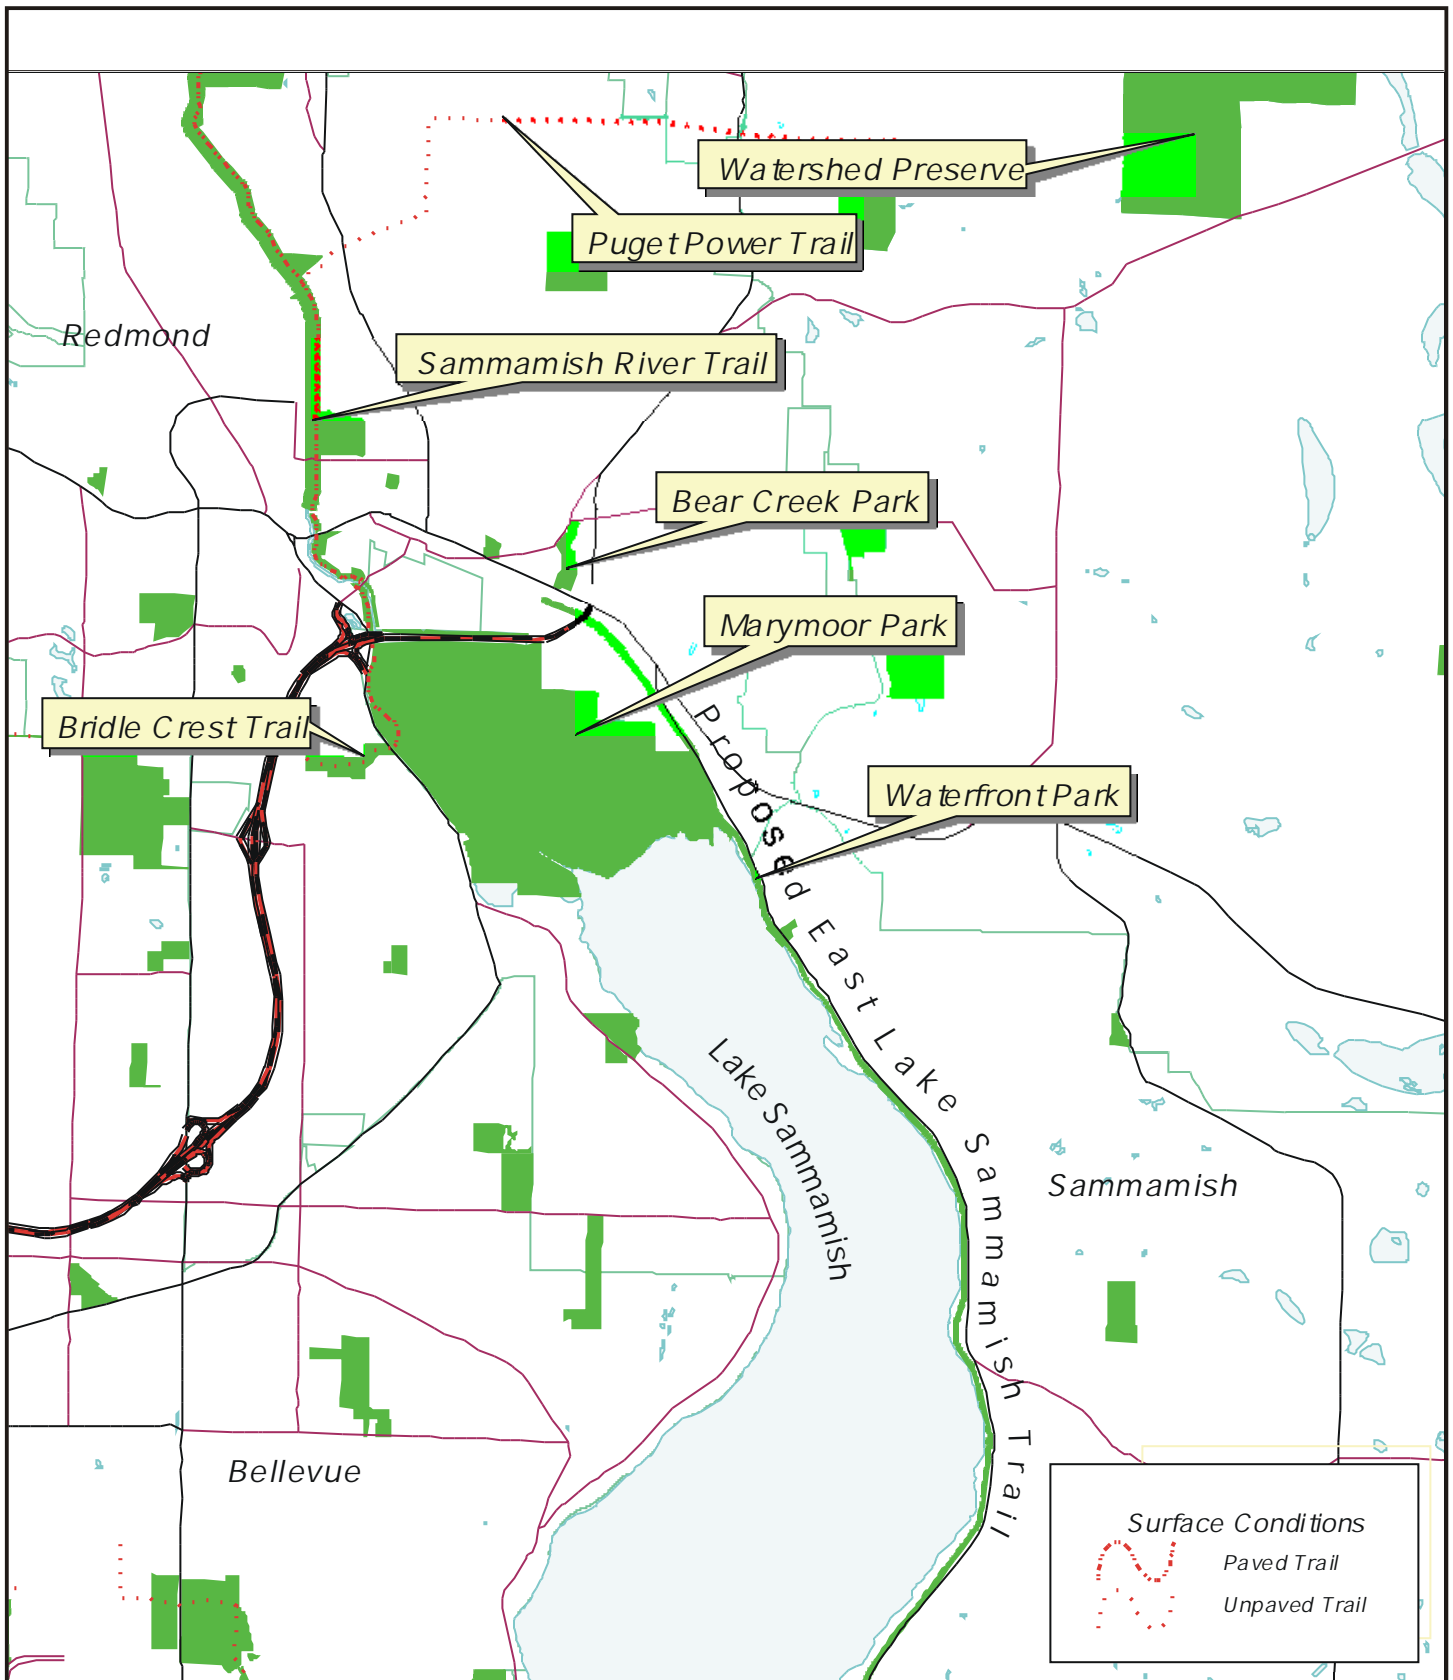 Watershed Preserve
Puget Power Trail
Redmond
Sammamish River Trail
Bear Creek Park
Marymoor Park
Bridle Crest Trail
Waterfront Park
Proposed East Lake Sammamish Trail
Lake Sammamish
Sammamish
Bellevue
Surface Conditions
Paved Trail
Unpaved Trail